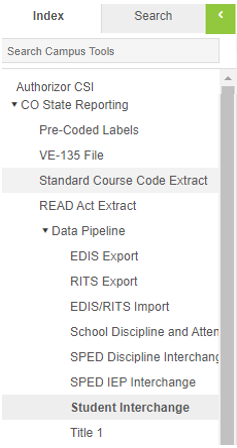 Index
Search
Search Campus Tools
Authorizor CSI
CO State Reporting
Pre-Coded Labels
VE-135 File
Standard Course Code Extract
READ Act Extract
Data Pipeline
EDIS Export
RITS Export
EDIS/RITS Import
School Discipline and Atten
SPED Discipline Interchang
SPED IEP Interchange
Student Interchange
Title 1